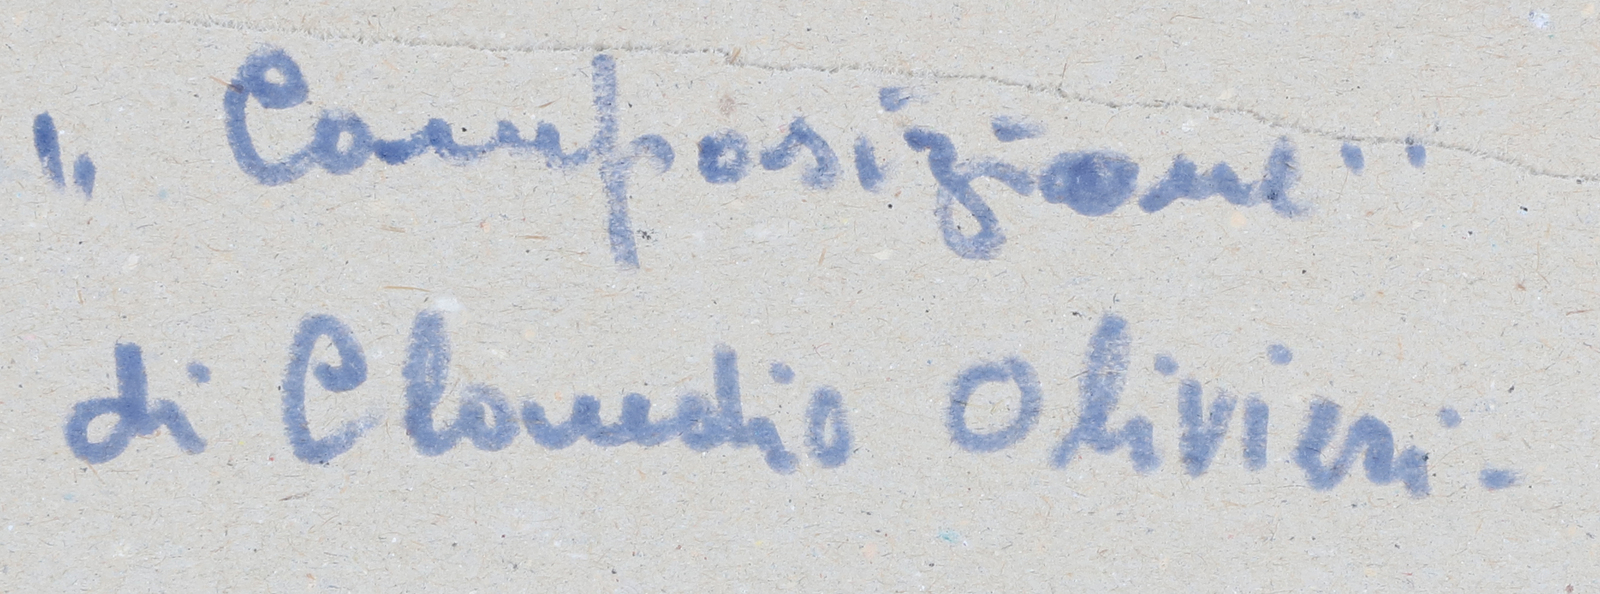 "Composizione"
di Claudio Olivieri-